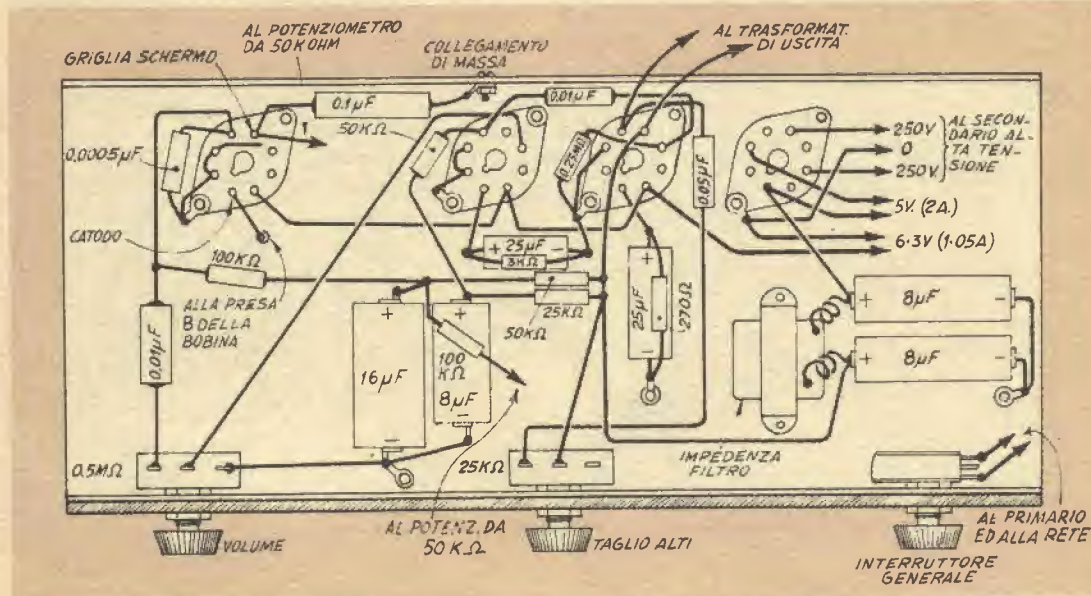 AL POTENZIOMETRO
DA 50K OHM
GRIGLIA SCHERMO
COLLEGAMENTO
DI MASSA
AL TRASFORMAT.
DI USCITA
0.1µF
0.01µF
50KΩ
0,0005µF
0.25MΩ
0.05µF
250V
0
250V
AL SECON-
DARIO AL-
TA TEN-
SIONE
5V. (2A.)
6.3V (1.05A)
CATODO
100KΩ
+ 25µF -
3KΩ
ALLA PRESA
B DELLA
BOBINA
50KΩ
25KΩ
+
25µF
-
270Ω
0,01µF
+
16µF
-
+
100
KΩ
8µF
-
+ 8µF -
+ 8µF -
0.5MΩ
25KΩ
IMPEDENZA
FILTRO
VOLUME
AL POTENZ. DA
50 KΩ
TAGLIO ALTI
INTERRUTTORE
GENERALE
AL PRIMARIO
ED ALLA RETE